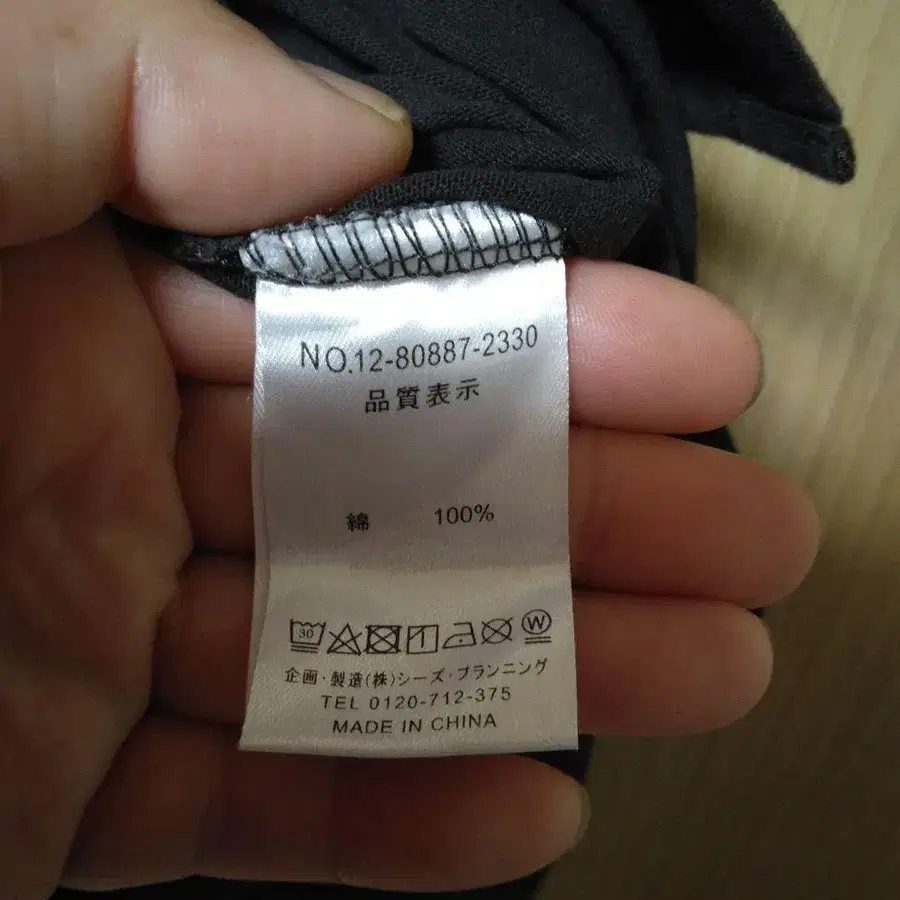 NO.12-80887-2330
品質表示
綿 100%
30 W
企画・製造(株)シーズ・プランニング
TEL 0120-712-375
MADE IN CHINA